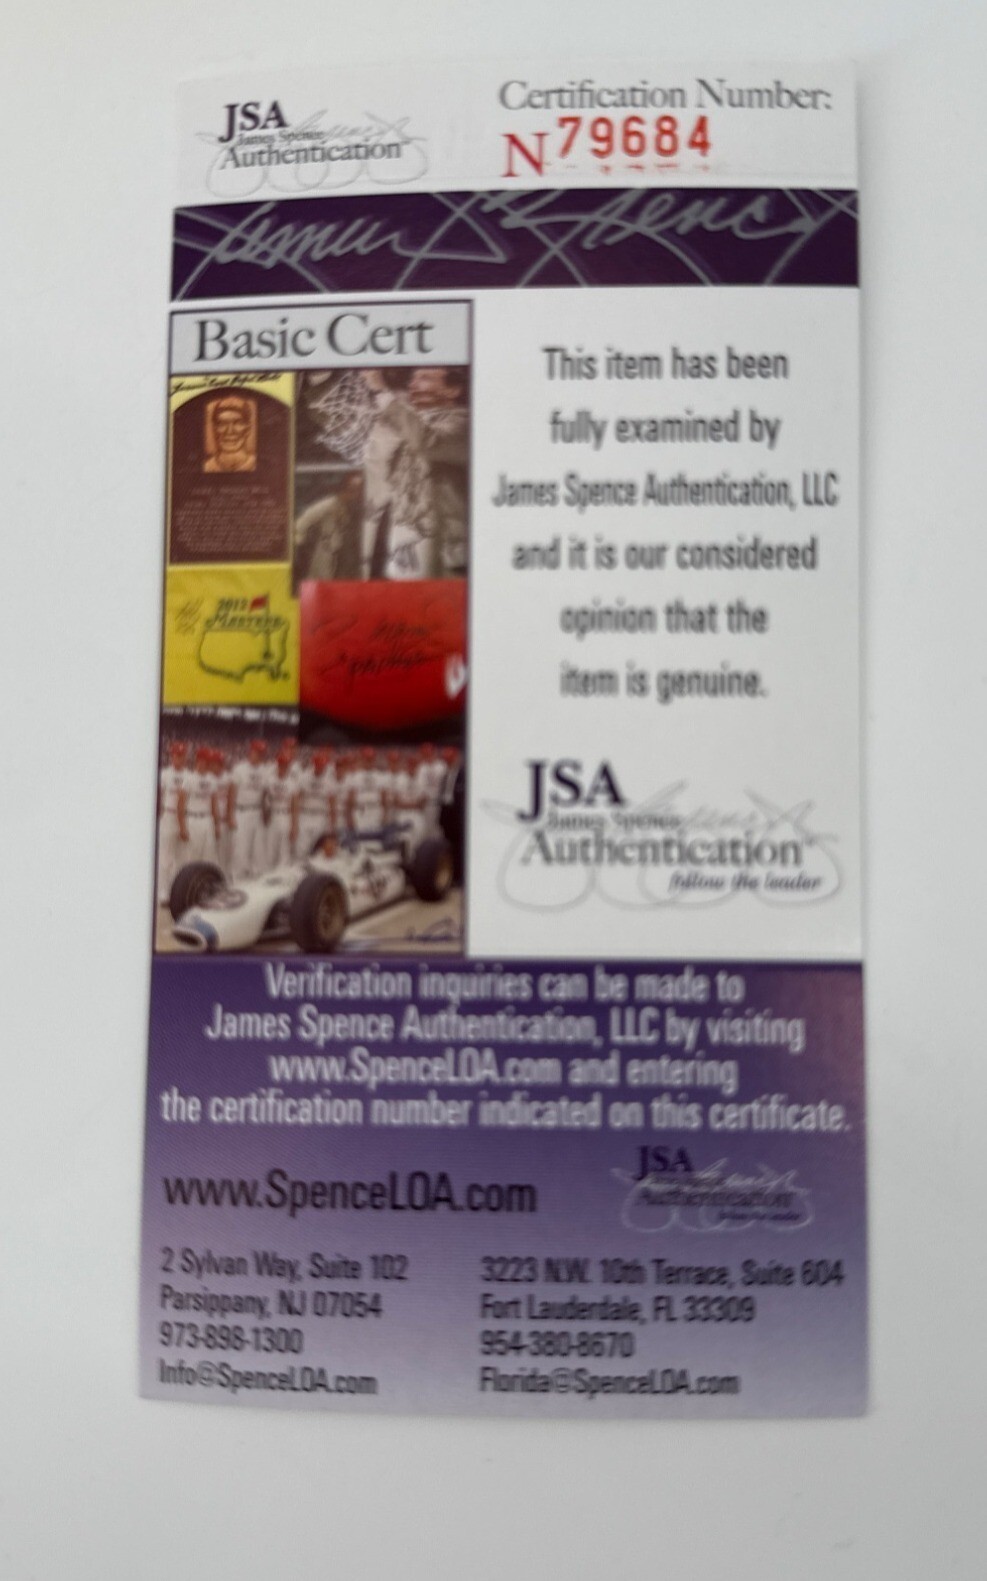 JSA
James Spence
Authentication
Certification Number:
N79684
James Spence
Basic Cert
2013
MASTERS
This item has been
fully examined by
James Spence Authentication, LLC
and it is our considered
opinion that the
item is genuine.
JSA
James Spence
Authentication
follow the leader
Verification inquiries can be made to
James Spence Authentication, LLC by visiting
www.SpenceLOA.com and entering
the certification number indicated on this certificate.
www.SpenceLOA.com
JSA
Authentication
2 Sylvan Way, Suite 102
Parsippany, NJ 07054
973-898-1300
Info@SpenceLOA.com
3223 N.W. 10th Terrace, Suite 604
Fort Lauderdale, FL 33309
954-380-8670
Florida@SpenceLOA.com